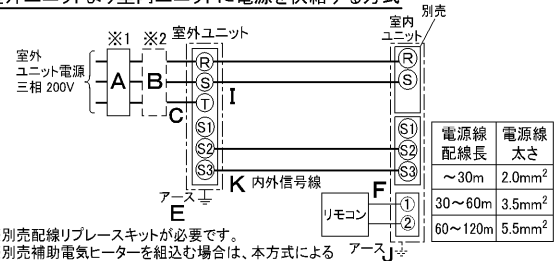 室外ユニットより室内ユニットに電源を供給する方式
別売
※1 ※2 室外ユニット
室内
ユニット
室外
ユニット電源
三相 200V
A
B
C
R
S
T
S1
S2
S3
I
R
S
S1
S2
S3
K 内外信号線
アース
E
F
リモコン
①
②
アース
J
電源線
配線長
電源線
太さ
～30m 2.0mm²
30～60m 3.5mm²
60～120m 5.5mm²
別売配線リプレースキットが必要です。
別売補助電気ヒーターを組込む場合は、本方式による